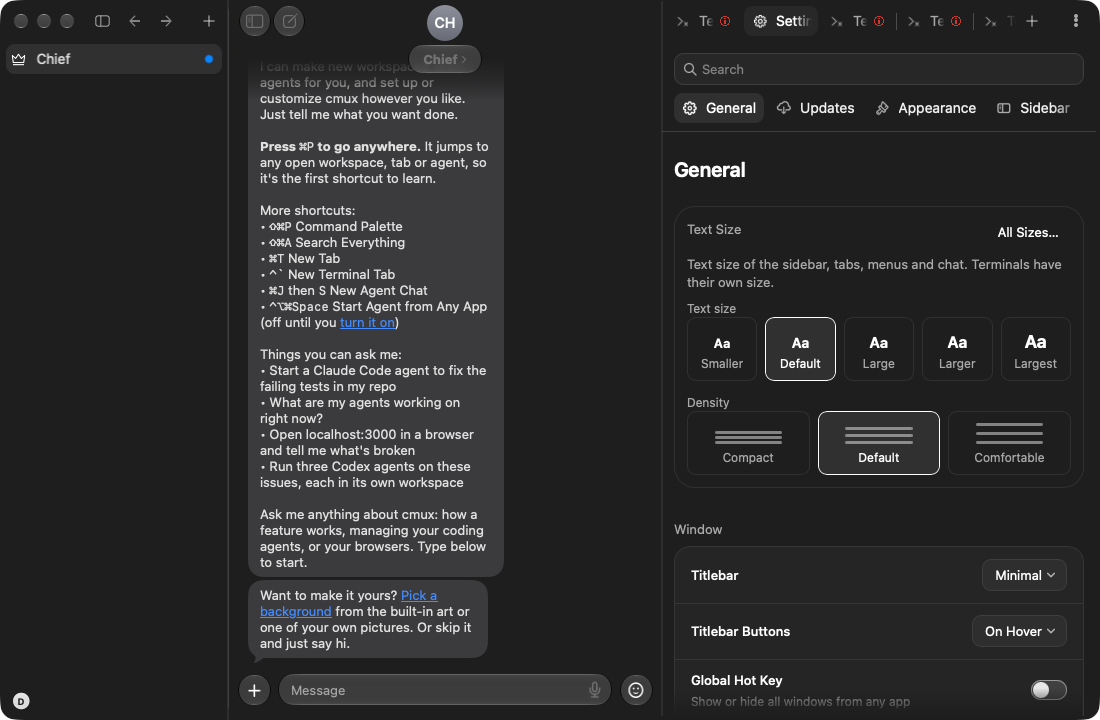 Chief
D
CH
Chief
I can make new workspaces
agents for you, and set up or
customize cmux however you like.
Just tell me what you want done.
Press ⌘P to go anywhere. It jumps to
any open workspace, tab or agent, so
it's the first shortcut to learn.
More shortcuts:
• ⇧⌘P Command Palette
• ⇧⌘A Search Everything
• ⌘T New Tab
• ^` New Terminal Tab
• ⌘J then S New Agent Chat
• ^⌥⌘Space Start Agent from Any App
(off until you turn it on)
Things you can ask me:
• Start a Claude Code agent to fix the
failing tests in my repo
• What are my agents working on
right now?
• Open localhost:3000 in a browser
and tell me what's broken
• Run three Codex agents on these
issues, each in its own workspace
Ask me anything about cmux: how a
feature works, managing your coding
agents, or your browsers. Type below
to start.
Want to make it yours? Pick a
background from the built-in art or
one of your own pictures. Or skip it
and just say hi.
Message
Te Setti Te Te T
Search
General Updates Appearance Sidebar
General
Text Size All Sizes...
Text size of the sidebar, tabs, menus and chat. Terminals have
their own size.
Text size
Aa Aa Aa Aa Aa
Smaller Default Large Larger Largest
Density
Compact Default Comfortable
Window
Titlebar Minimal
Titlebar Buttons On Hover
Global Hot Key
Show or hide all windows from any app